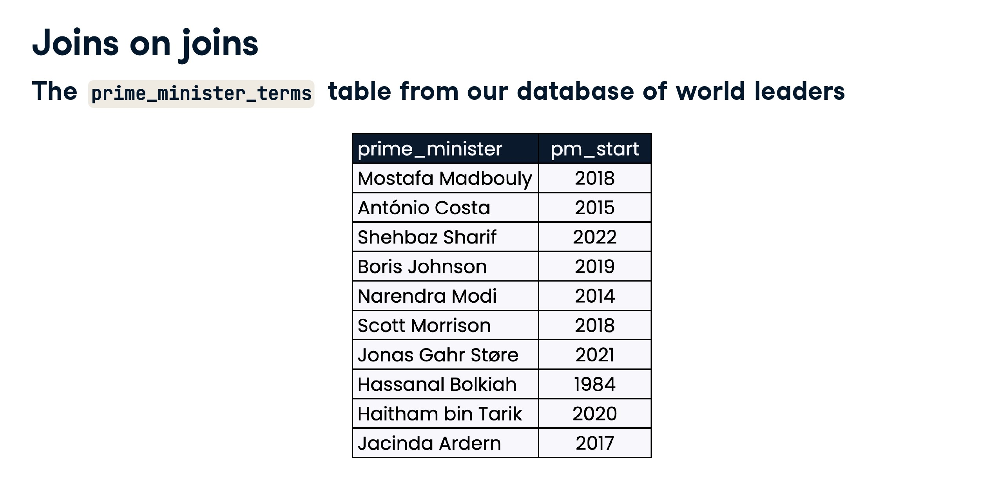 Joins on joins
The prime_minister_terms table from our database of world leaders
prime_minister pm_start
Mostafa Madbouly 2018
António Costa 2015
Shehbaz Sharif 2022
Boris Johnson 2019
Narendra Modi 2014
Scott Morrison 2018
Jonas Gahr Støre 2021
Hassanal Bolkiah 1984
Haitham bin Tarik 2020
Jacinda Ardern 2017